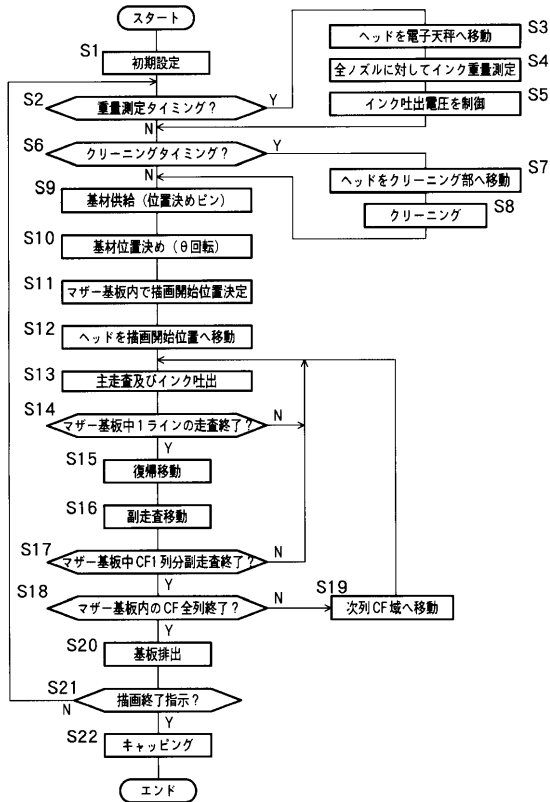 スタート
S1
初期設定
S2
重量測定タイミング?
Y
N
S3
ヘッドを電子天秤へ移動
S4
全ノズルに対してインク重量測定
S5
インク吐出電圧を制御
S6
クリーニングタイミング?
Y
N
S7
ヘッドをクリーニング部へ移動
S8
クリーニング
S9
基材供給(位置決めピン)
S10
基材位置決め(θ回転)
S11
マザー基板内で描画開始位置決定
S12
ヘッドを描画開始位置へ移動
S13
主走査及びインク吐出
S14
マザー基板中1ラインの走査終了?
N
Y
S15
復帰移動
S16
副走査移動
S17
マザー基板中CF1列分副走査終了?
N
Y
S18
マザー基板内のCF全列終了?
N
Y
S19
次列CF域へ移動
S20
基板排出
S21
描画終了指示?
N
Y
S22
キャッピング
エンド